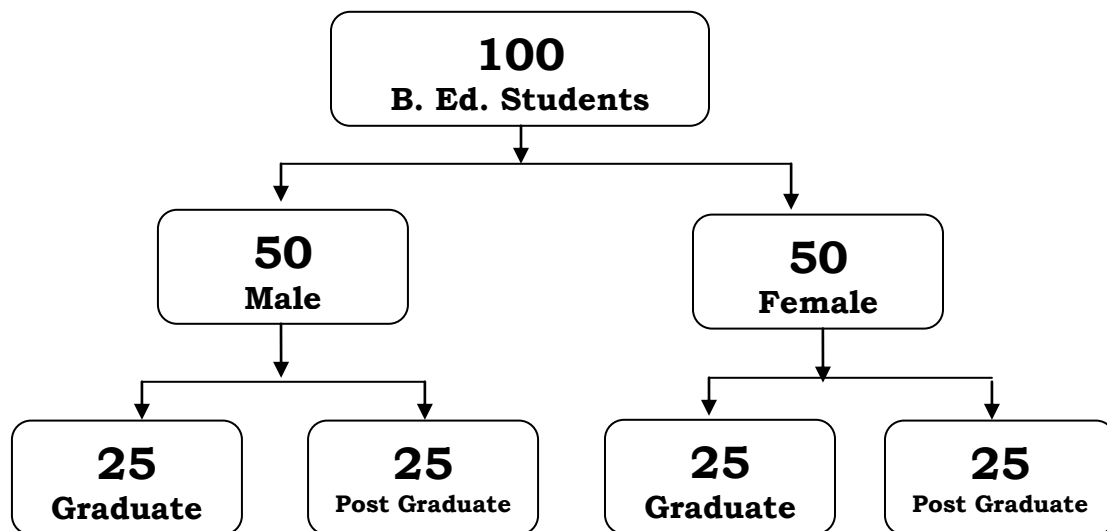 100
B. Ed. Students
50
Male
50
Female
25
Graduate
25
Post Graduate
25
Graduate
25
Post Graduate